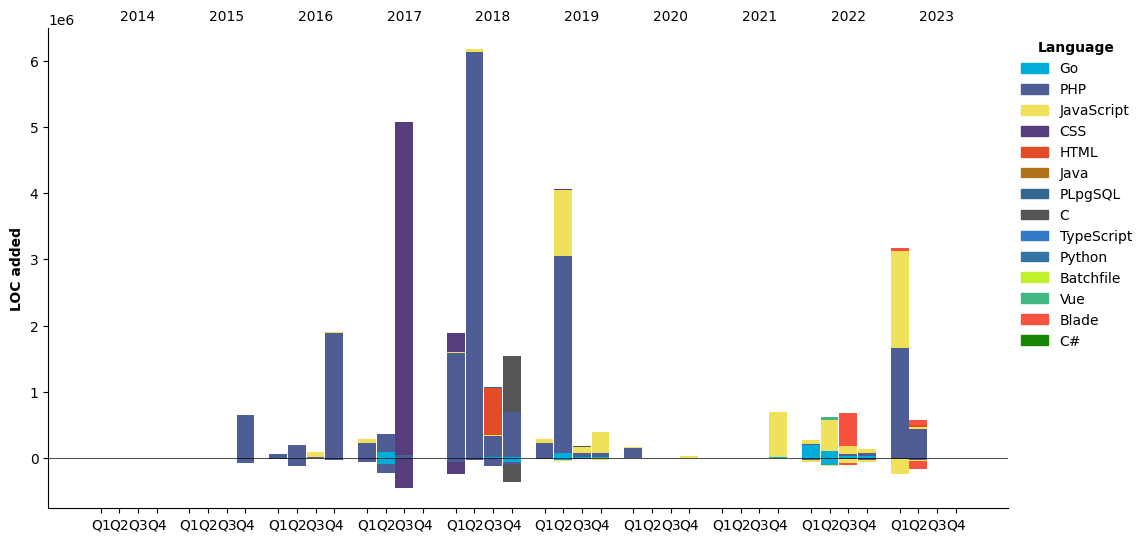 1e6
2014 2015 2016 2017 2018 2019 2020 2021 2022 2023
LOC added
6
5
4
3
2
1
0
Q1Q2Q3Q4 Q1Q2Q3Q4 Q1Q2Q3Q4 Q1Q2Q3Q4 Q1Q2Q3Q4 Q1Q2Q3Q4 Q1Q2Q3Q4 Q1Q2Q3Q4 Q1Q2Q3Q4 Q1Q2Q3Q4
Language
Go
PHP
JavaScript
CSS
HTML
Java
PLpgSQL
C
TypeScript
Python
Batchfile
Vue
Blade
C#